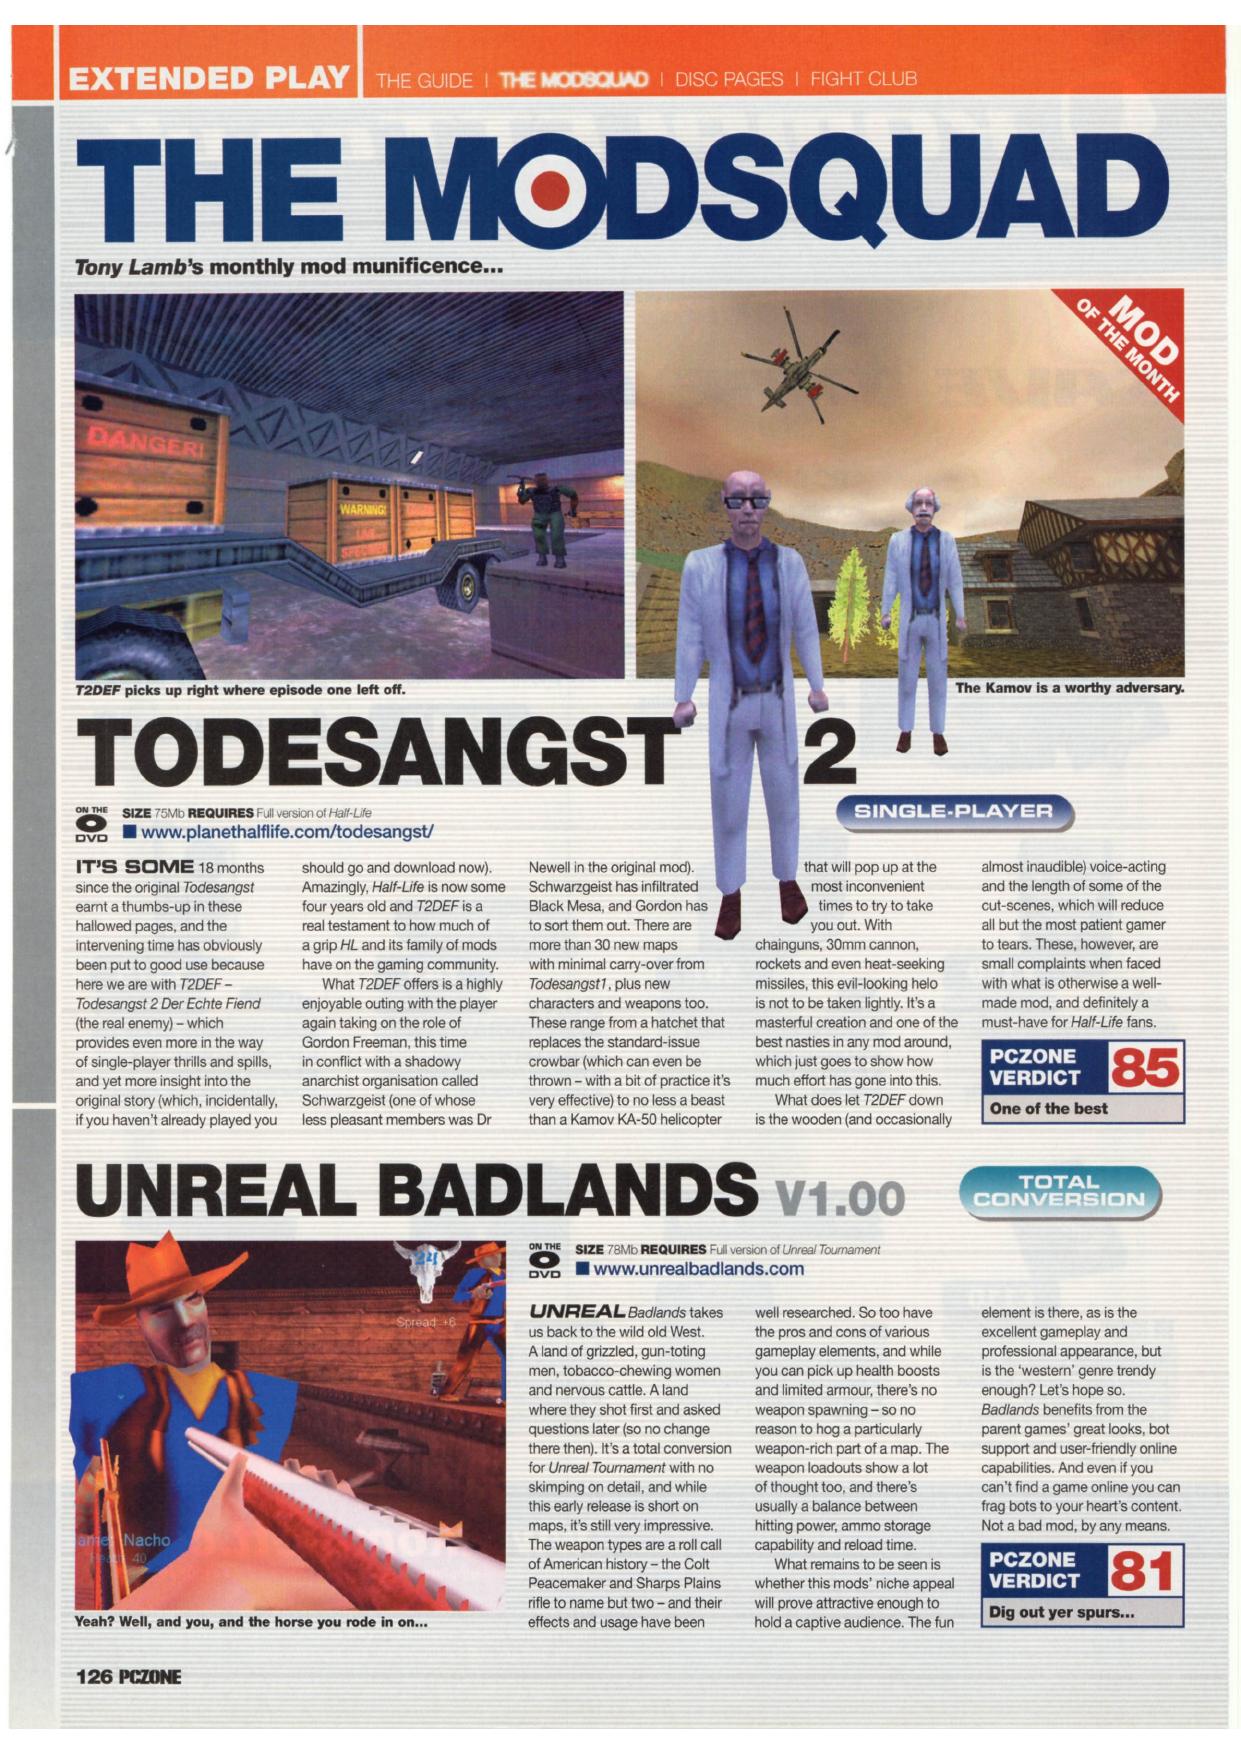 EXTENDED PLAY
THE GUIDE | THE MODSQUAD | DISC PAGES | FIGHT CLUB
THE MODSQUAD
Tony Lamb's monthly mod munificence...
MOD
OF THE MONTH
DANGER!
WARNING!
LIVE
SPECIMEN
T2DEF picks up right where episode one left off.
The Kamov is a worthy adversary.
TODESANGST 2
ON THE
DVD
SIZE 75Mb REQUIRES Full version of Half-Life
www.planethalflife.com/todesangst/
SINGLE-PLAYER
IT'S SOME 18 months
since the original Todesangst
earnt a thumbs-up in these
hallowed pages, and the
intervening time has obviously
been put to good use because
here we are with T2DEF –
Todesangst 2 Der Echte Fiend
(the real enemy) – which
provides even more in the way
of single-player thrills and spills,
and yet more insight into the
original story (which, incidentally,
if you haven't already played you
should go and download now).
Amazingly, Half-Life is now some
four years old and T2DEF is a
real testament to how much of
a grip HL and its family of mods
have on the gaming community.
What T2DEF offers is a highly
enjoyable outing with the player
again taking on the role of
Gordon Freeman, this time
in conflict with a shadowy
anarchist organisation called
Schwarzgeist (one of whose
less pleasant members was Dr
Newell in the original mod).
Schwarzgeist has infiltrated
Black Mesa, and Gordon has
to sort them out. There are
more than 30 new maps
with minimal carry-over from
Todesangst1, plus new
characters and weapons too.
These range from a hatchet that
replaces the standard-issue
crowbar (which can even be
thrown – with a bit of practice it's
very effective) to no less a beast
than a Kamov KA-50 helicopter
that will pop up at the
most inconvenient
times to try to take
you out. With
chainguns, 30mm cannon,
rockets and even heat-seeking
missiles, this evil-looking helo
is not to be taken lightly. It's a
masterful creation and one of the
best nasties in any mod around,
which just goes to show how
much effort has gone into this.
What does let T2DEF down
is the wooden (and occasionally
almost inaudible) voice-acting
and the length of some of the
cut-scenes, which will reduce
all but the most patient gamer
to tears. These, however, are
small complaints when faced
with what is otherwise a well-
made mod, and definitely a
must-have for Half-Life fans.
PCZONE
VERDICT 85
One of the best
UNREAL BADLANDS V1.00
TOTAL
CONVERSION
24
Spread +6
Nacho
40
Yeah? Well, and you, and the horse you rode in on...
ON THE
DVD
SIZE 78Mb REQUIRES Full version of Unreal Tournament
www.unrealbadlands.com
UNREAL Badlands takes
us back to the wild old West.
A land of grizzled, gun-toting
men, tobacco-chewing women
and nervous cattle. A land
where they shot first and asked
questions later (so no change
there then). It's a total conversion
for Unreal Tournament with no
skimping on detail, and while
this early release is short on
maps, it's still very impressive.
The weapon types are a roll call
of American history – the Colt
Peacemaker and Sharps Plains
rifle to name but two – and their
effects and usage have been
well researched. So too have
the pros and cons of various
gameplay elements, and while
you can pick up health boosts
and limited armour, there's no
weapon spawning – so no
reason to hog a particularly
weapon-rich part of a map. The
weapon loadouts show a lot
of thought too, and there's
usually a balance between
hitting power, ammo storage
capability and reload time.
What remains to be seen is
whether this mods' niche appeal
will prove attractive enough to
hold a captive audience. The fun
element is there, as is the
excellent gameplay and
professional appearance, but
is the 'western' genre trendy
enough? Let's hope so.
Badlands benefits from the
parent games' great looks, bot
support and user-friendly online
capabilities. And even if you
can't find a game online you can
frag bots to your heart's content.
Not a bad mod, by any means.
PCZONE
VERDICT 81
Dig out yer spurs...
126 PCZONE